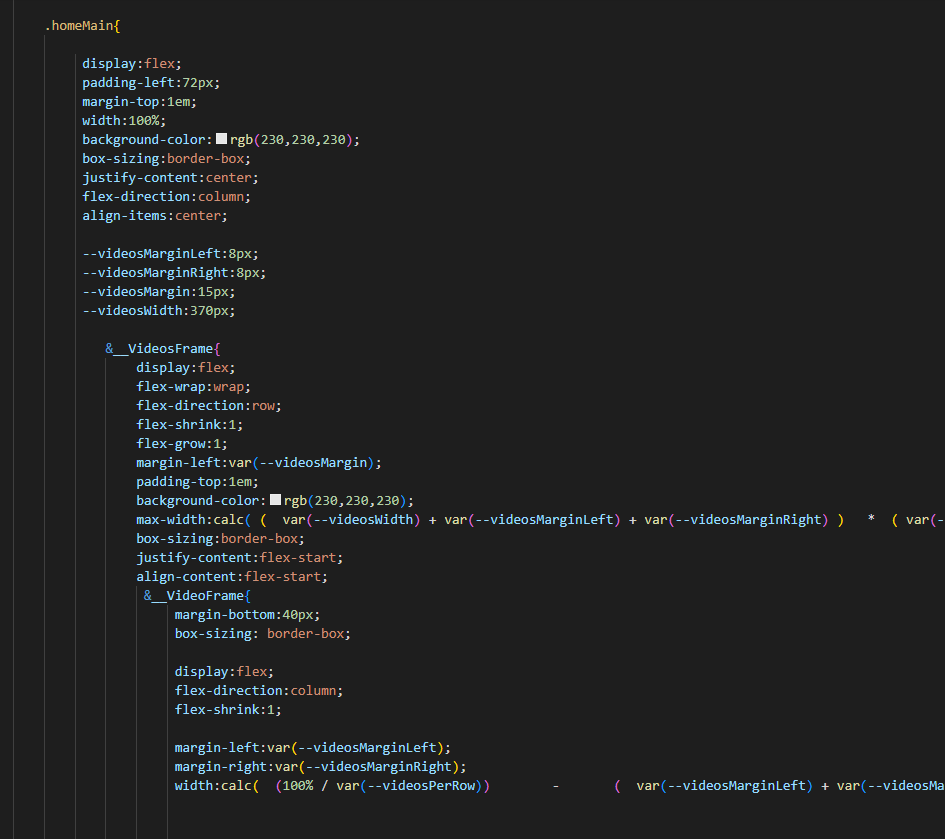 .homeMain{
display:flex;
padding-left:72px;
margin-top:1em;
width:100%;
background-color:rgb(230,230,230);
box-sizing:border-box;
justify-content:center;
flex-direction:column;
align-items:center;
--videosMarginLeft:8px;
--videosMarginRight:8px;
--videosMargin:15px;
--videosWidth:370px;
&__VideosFrame{
display:flex;
flex-wrap:wrap;
flex-direction:row;
flex-shrink:1;
flex-grow:1;
margin-left:var(--videosMargin);
padding-top:1em;
background-color:rgb(230,230,230);
max-width:calc( (  var(--videosWidth) + var(--videosMarginLeft) + var(--videosMarginRight) )   *  ( var(-
box-sizing:border-box;
justify-content:flex-start;
align-content:flex-start;
&__VideoFrame{
margin-bottom:40px;
box-sizing: border-box;
display:flex;
flex-direction:column;
flex-shrink:1;
margin-left:var(--videosMarginLeft);
margin-right:var(--videosMarginRight);
width:calc(  (100% / var(--videosPerRow))        -       (  var(--videosMarginLeft) + var(--videosMa